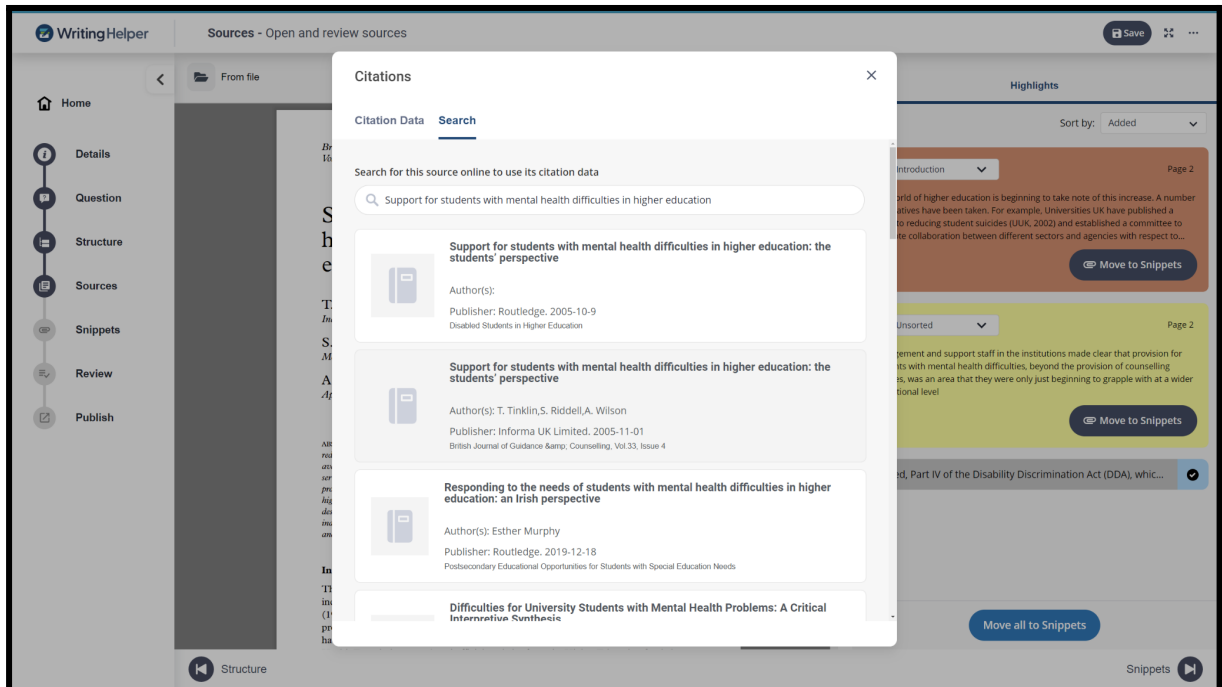 WritingHelper
Sources - Open and review sources
Save
Home
Details
Question
Structure
Sources
Snippets
Review
Publish
From file
Citations
Citation Data
Search
Search for this source online to use its citation data
Support for students with mental health difficulties in higher education
Support for students with mental health difficulties in higher education: the
students' perspective
Author(s):
Publisher: Routledge. 2005-10-9
Disabled Students in Higher Education
Support for students with mental health difficulties in higher education: the
students' perspective
Author(s): T. Tinklin,S. Riddell,A. Wilson
Publisher: Informa UK Limited. 2005-11-01
British Journal of Guidance &amp; Counselling, Vol.33, Issue 4
Responding to the needs of students with mental health difficulties in higher
education: an Irish perspective
Author(s): Esther Murphy
Publisher: Routledge. 2019-12-18
Postsecondary Educational Opportunities for Students with Special Education Needs
Difficulties for University Students with Mental Health Problems: A Critical
Interpretive Synthesis
Highlights
Sort by: Added
Introduction
Page 2
world of higher education is beginning to take note of this increase. A number
have been taken. For example, Universities UK have published a
to reducing student suicides (UUK, 2002) and established a committee to
collaboration between different sectors and agencies with respect to...
Move to Snippets
Unsorted
Page 2
and support staff in the institutions made clear that provision for
with mental health difficulties, beyond the provision of counselling
was an area that they were only just beginning to grapple with at a wider
level
Move to Snippets
Part IV of the Disability Discrimination Act (DDA), whic...
Move all to Snippets
Structure
Snippets